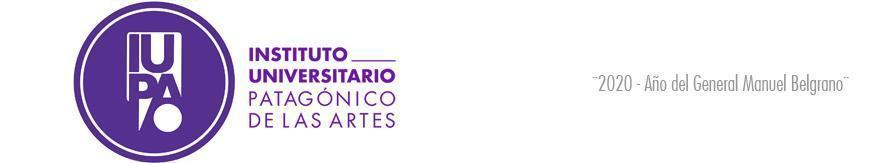 IU
PA
INSTITUTO
UNIVERSITARIO
PATAGÓNICO
DE LAS ARTES
¨2020 - Año del General Manuel Belgrano¨